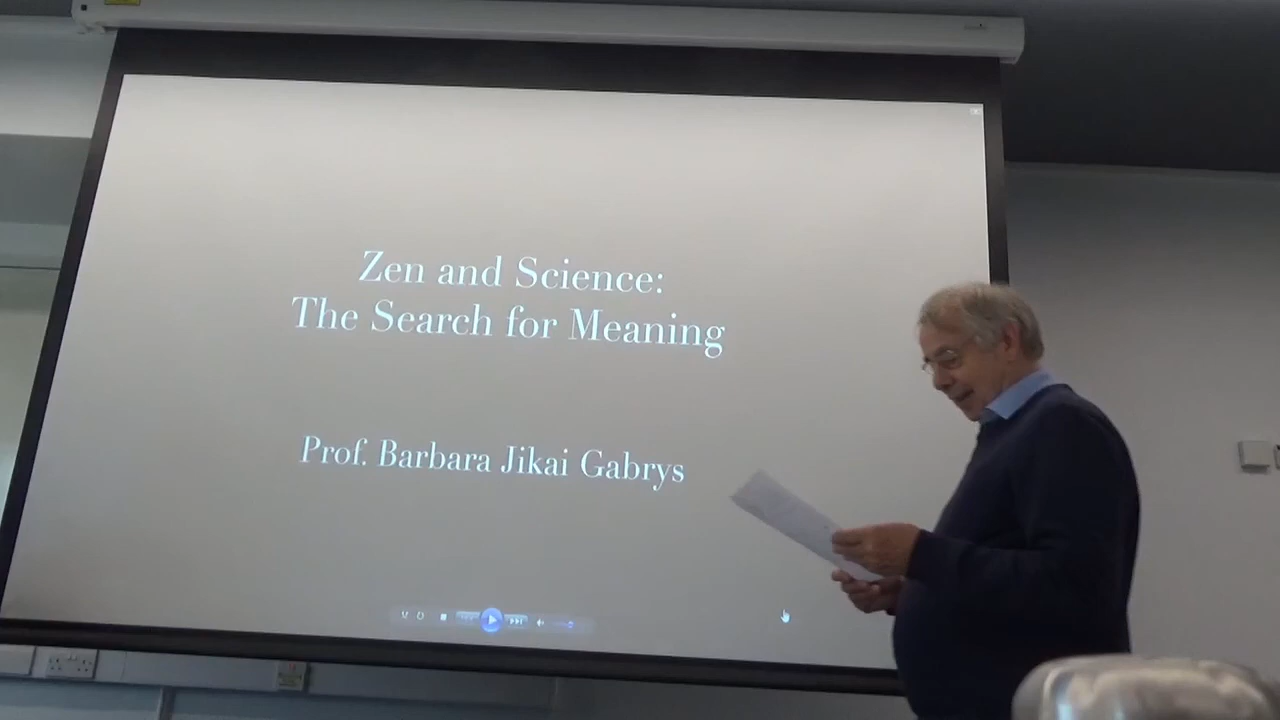 Zen and Science:
The Search for Meaning
Prof. Barbara Jikai Gabrys